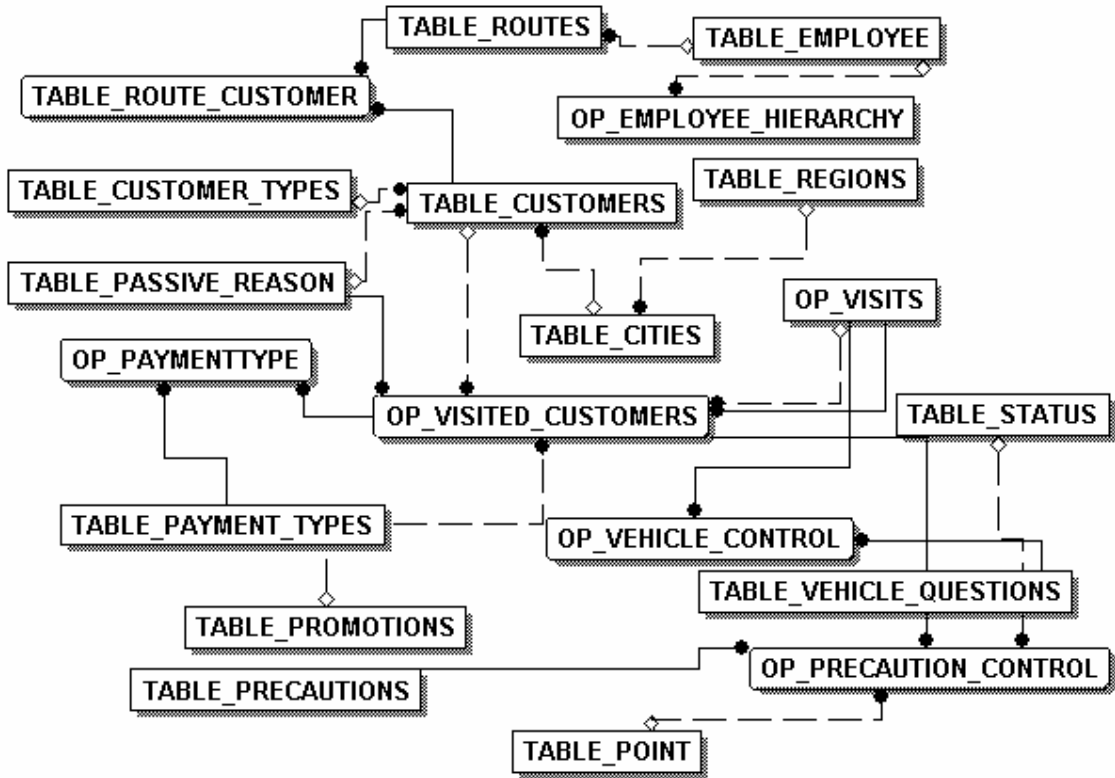 TABLE_ROUTES
TABLE_EMPLOYEE
TABLE_ROUTE_CUSTOMER
OP_EMPLOYEE_HIERARCHY
TABLE_CUSTOMER_TYPES
TABLE_CUSTOMERS
TABLE_REGIONS
TABLE_PASSIVE_REASON
OP_VISITS
TABLE_CITIES
OP_PAYMENTTYPE
OP_VISITED_CUSTOMERS
TABLE_STATUS
TABLE_PAYMENT_TYPES
OP_VEHICLE_CONTROL
TABLE_VEHICLE_QUESTIONS
TABLE_PROMOTIONS
OP_PRECAUTION_CONTROL
TABLE_PRECAUTIONS
TABLE_POINT